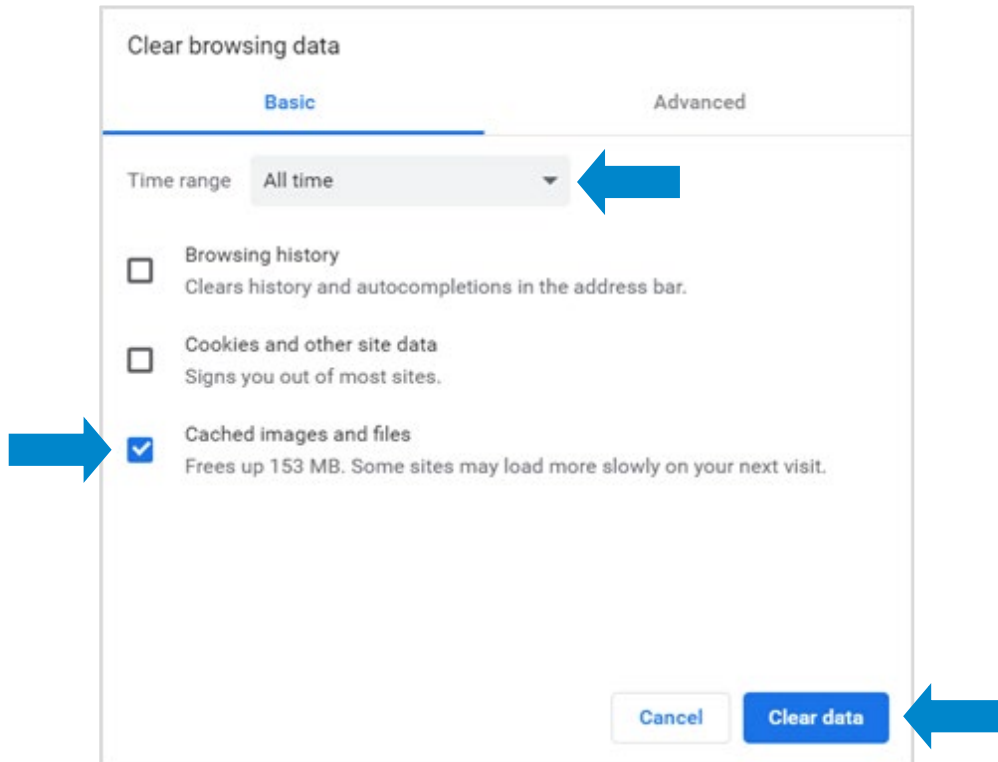 Clear browsing data
Basic Advanced
Time range All time
Browsing history
Clears history and autocompletions in the address bar.
Cookies and other site data
Signs you out of most sites.
Cached images and files
Frees up 153 MB. Some sites may load more slowly on your next visit.
Cancel Clear data